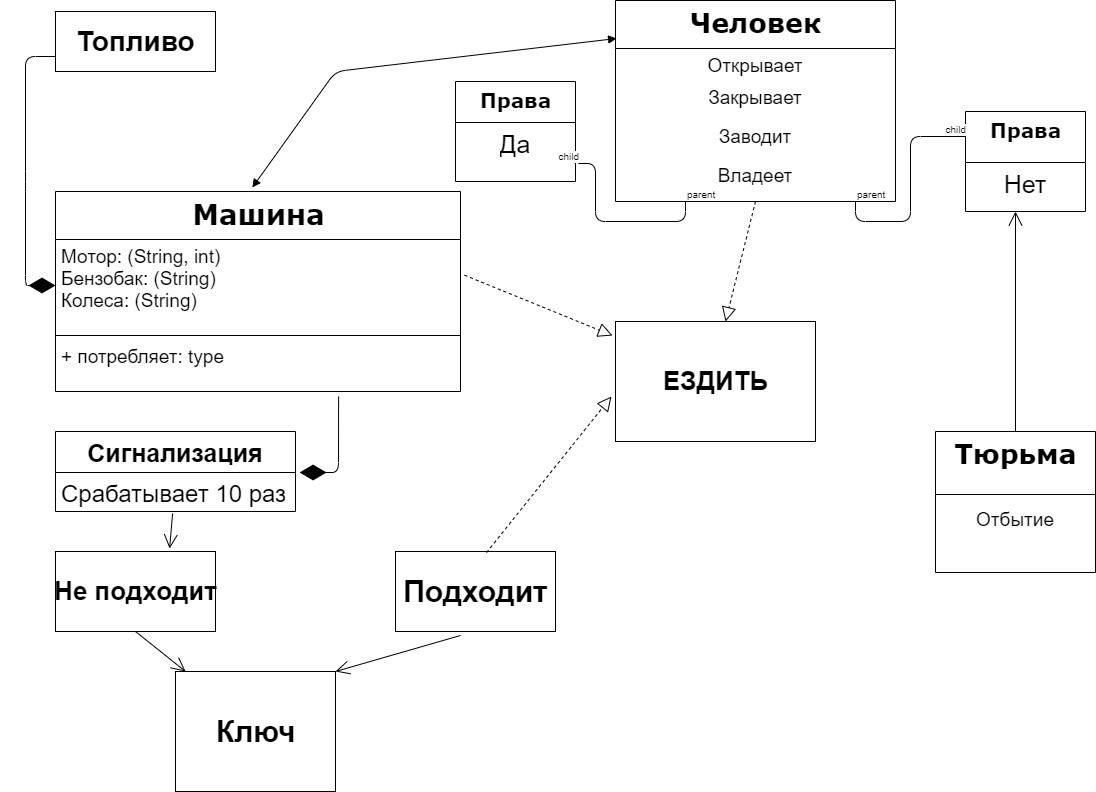 Топливо
Человек
Открывает
Закрывает
Заводит
Владеет
parent
parent
Права
Да
child
child
Права
Нет
Машина
Мотор: (String, int)
Бензобак: (String)
Колеса: (String)
+ потребляет: type
ЕЗДИТЬ
Сигнализация
Срабатывает 10 раз
Тюрьма
Отбытие
Не подходит
Подходит
Ключ